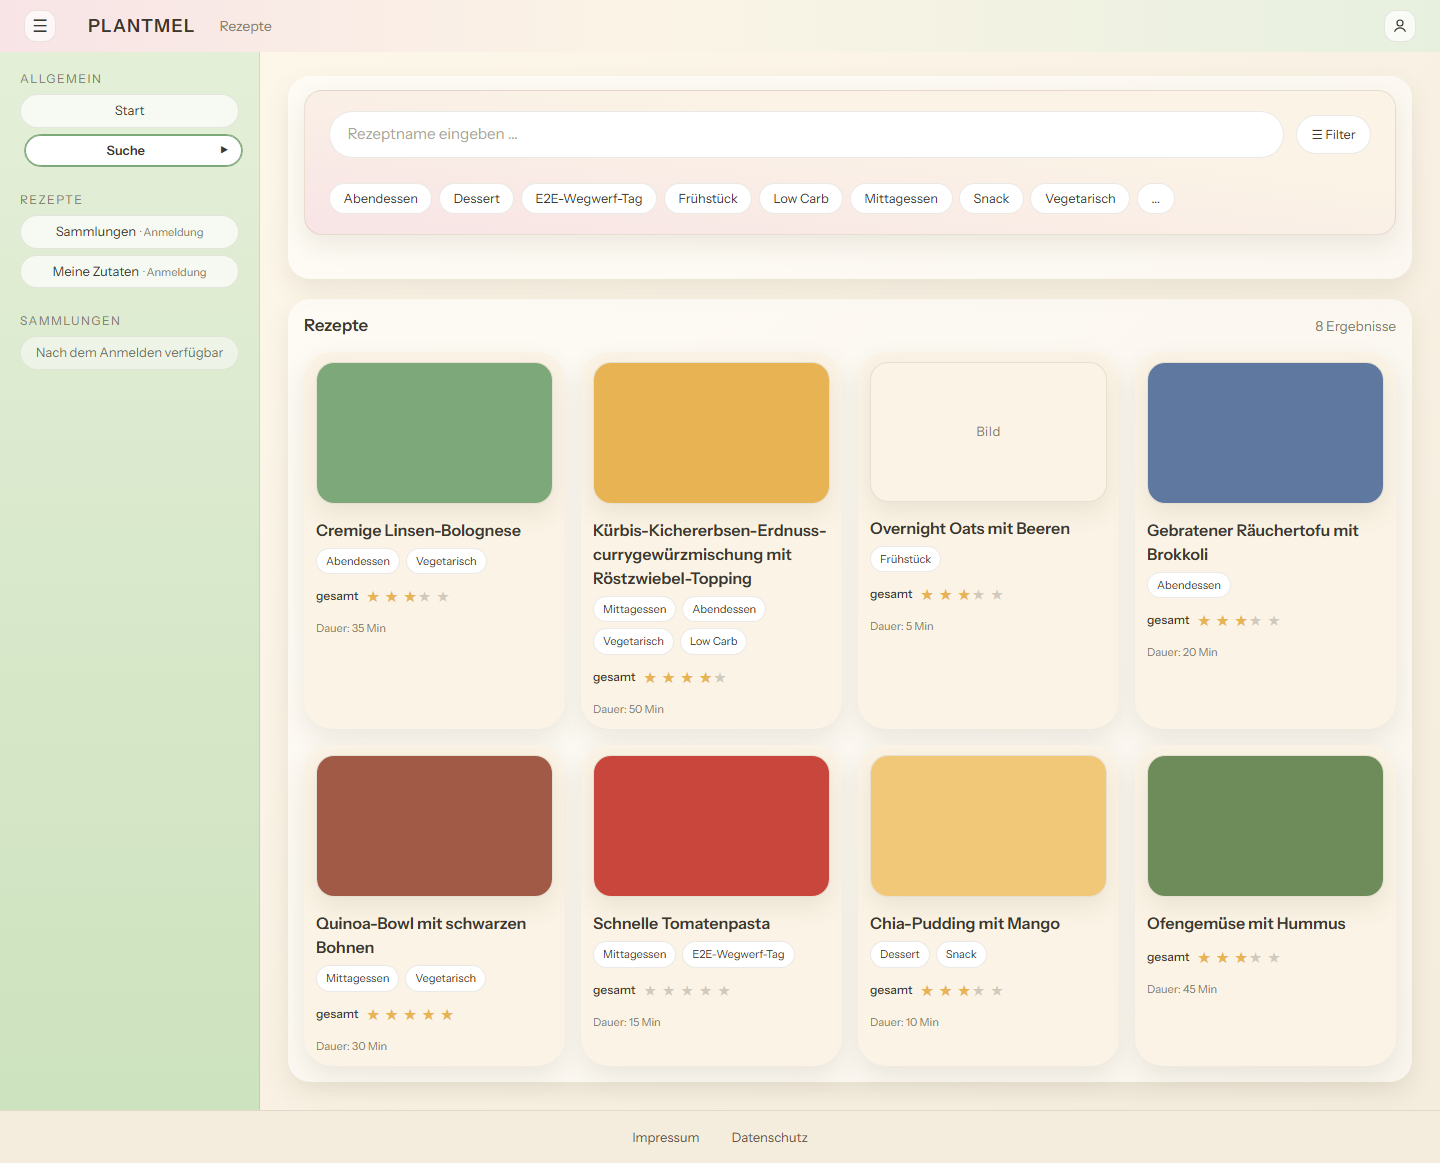 ☰ PLANTMEL Rezepte
ALLGEMEIN
Start
Suche ▶
REZEPTE
Sammlungen · Anmeldung
Meine Zutaten · Anmeldung
SAMMLUNGEN
Nach dem Anmelden verfügbar
Rezeptname eingeben ...
☰ Filter
Abendessen Dessert E2E-Wegwerf-Tag Frühstück Low Carb Mittagessen Snack Vegetarisch ...
Rezepte
8 Ergebnisse
Cremige Linsen-Bolognese
Abendessen Vegetarisch
gesamt ★ ★ ★ ★ ★
Dauer: 35 Min
Kürbis-Kichererbsen-Erdnuss-
currygewürzmischung mit
Röstzwiebel-Topping
Mittagessen Abendessen
Vegetarisch Low Carb
gesamt ★ ★ ★ ★ ★
Dauer: 50 Min
Bild
Overnight Oats mit Beeren
Frühstück
gesamt ★ ★ ★ ★ ★
Dauer: 5 Min
Gebratener Räuchertofu mit
Brokkoli
Abendessen
gesamt ★ ★ ★ ★ ★
Dauer: 20 Min
Quinoa-Bowl mit schwarzen
Bohnen
Mittagessen Vegetarisch
gesamt ★ ★ ★ ★ ★
Dauer: 30 Min
Schnelle Tomatenpasta
Mittagessen E2E-Wegwerf-Tag
gesamt ★ ★ ★ ★ ★
Dauer: 15 Min
Chia-Pudding mit Mango
Dessert Snack
gesamt ★ ★ ★ ★ ★
Dauer: 10 Min
Ofengemüse mit Hummus
gesamt ★ ★ ★ ★ ★
Dauer: 45 Min
Impressum Datenschutz